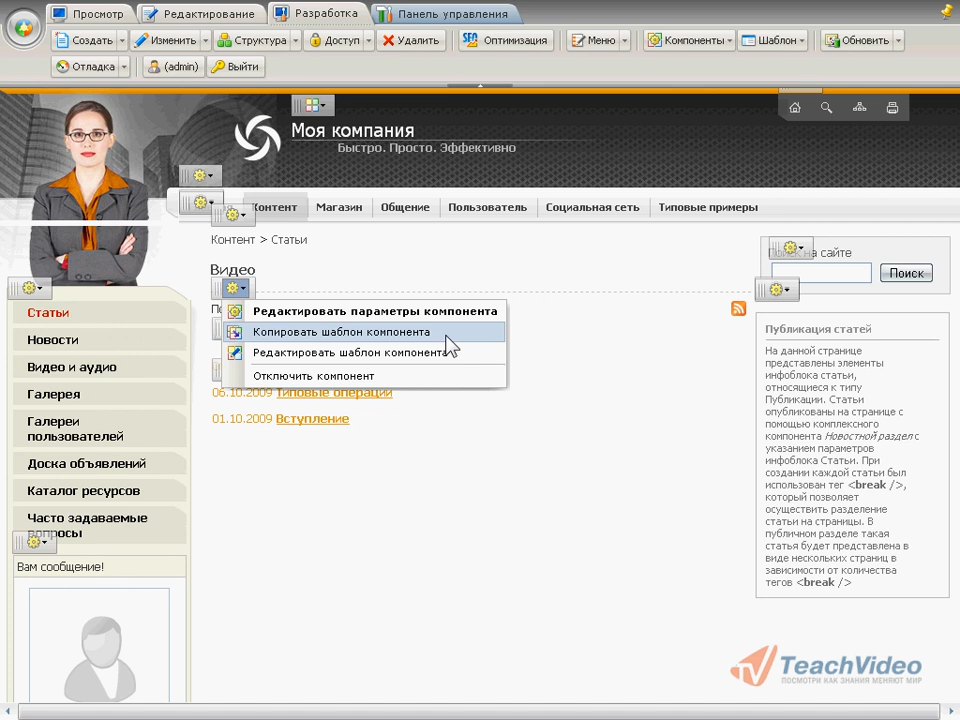 Просмотр
Редактирование
Разработка
Панель управления
Создать
Изменить
Структура
Доступ
Удалить
SEO Оптимизация
Меню
Компоненты
Шаблон
Обновить
Отладка
(admin)
Выйти
Моя компания
Быстро. Просто. Эффективно
Контент
Магазин
Общение
Пользователь
Социальная сеть
Типовые примеры
Контент > Статьи
Видео
Редактировать параметры компонента
Копировать шаблон компонента
Редактировать шаблон компонента
Отключить компонент
06.10.2009 Типовые операции
01.10.2009 Вступление
Статьи
Новости
Видео и аудио
Галерея
Галереи
пользователей
Доска объявлений
Каталог ресурсов
Часто задаваемые
вопросы
Вам сообщение!
на сайте
Поиск
Публикация статей
На данной странице
представлены элементы
инфоблока статьи,
относящиеся к типу
Публикации. Статьи
опубликованы на странице с
помощью комплексного
компонента Новостной раздел с
указанием параметров
инфоблока Статьи. При
создании каждой статьи был
использован тег <break />,
который позволяет
осуществить разделение
статьи на страницы. В
публичном разделе такая
статья будет представлена в
виде нескольких страниц в
зависимости от количества
тегов <break />
TV TeachVideo
ПОСМОТРИ КАК ЗНАНИЯ МЕНЯЮТ МИР